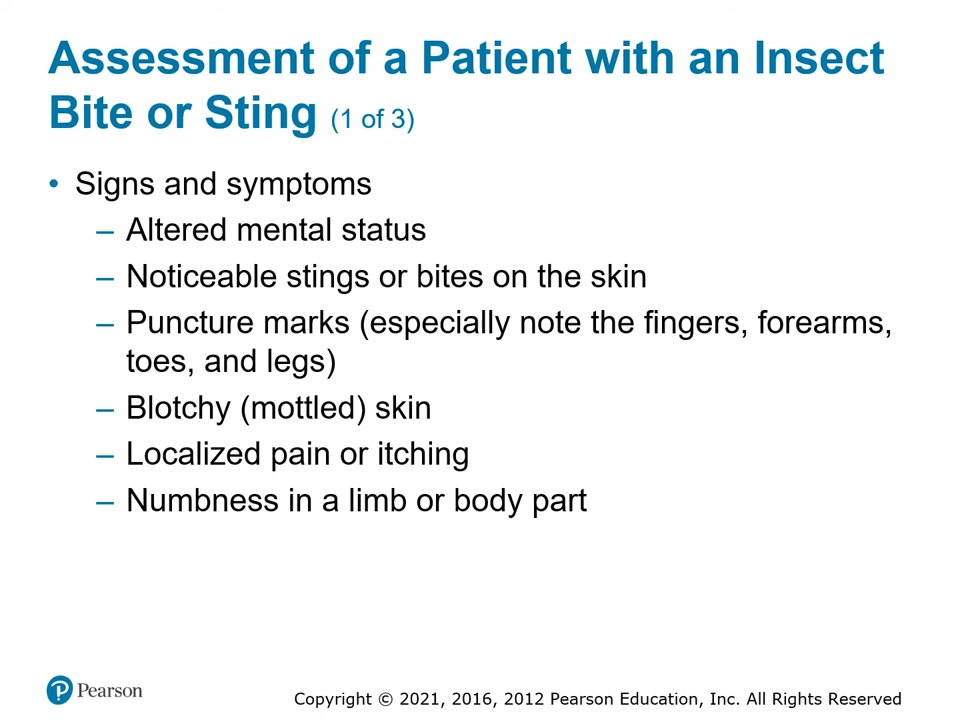 Assessment of a Patient with an Insect
Bite or Sting (1 of 3)
• Signs and symptoms
– Altered mental status
– Noticeable stings or bites on the skin
– Puncture marks (especially note the fingers, forearms,
toes, and legs)
– Blotchy (mottled) skin
– Localized pain or itching
– Numbness in a limb or body part
Pearson
Copyright © 2021, 2016, 2012 Pearson Education, Inc. All Rights Reserved